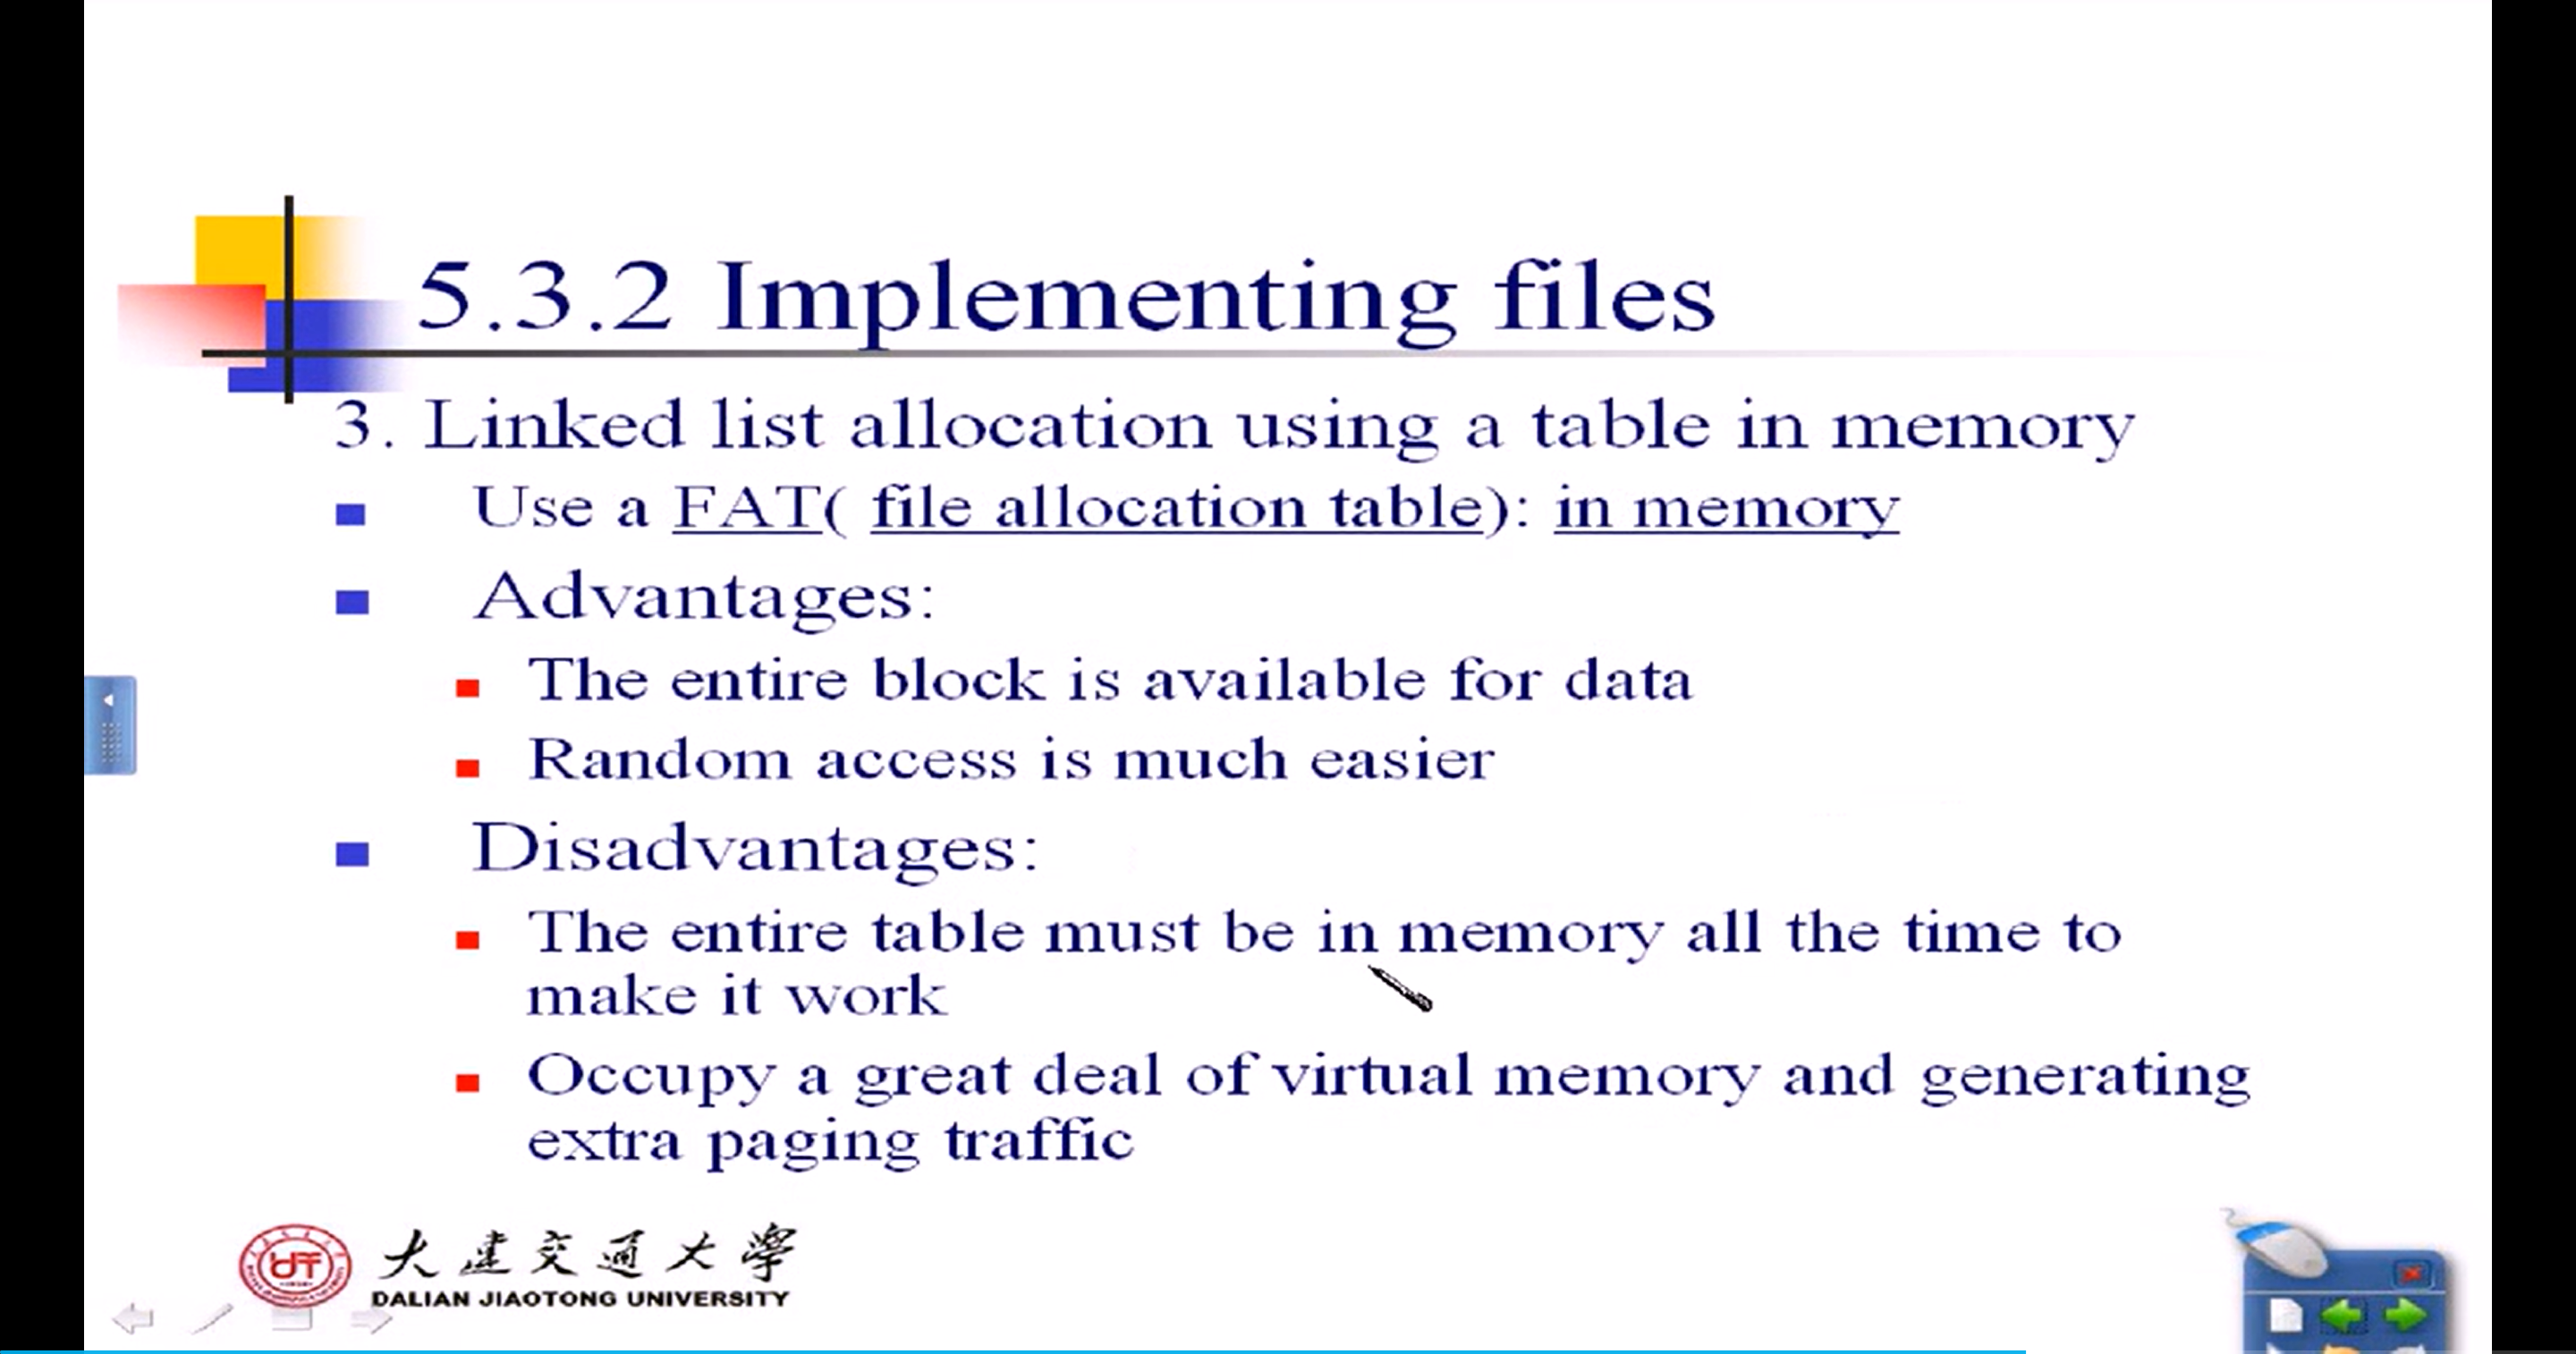 5.3.2 Implementing files
3. Linked list allocation using a table in memory
Use a FAT( file allocation table): in memory
Advantages:
The entire block is available for data
Random access is much easier
Disadvantages:
The entire table must be in memory all the time to
make it work
Occupy a great deal of virtual memory and generating
extra paging traffic
大连交通大学
DALIAN JIAOTONG UNIVERSITY